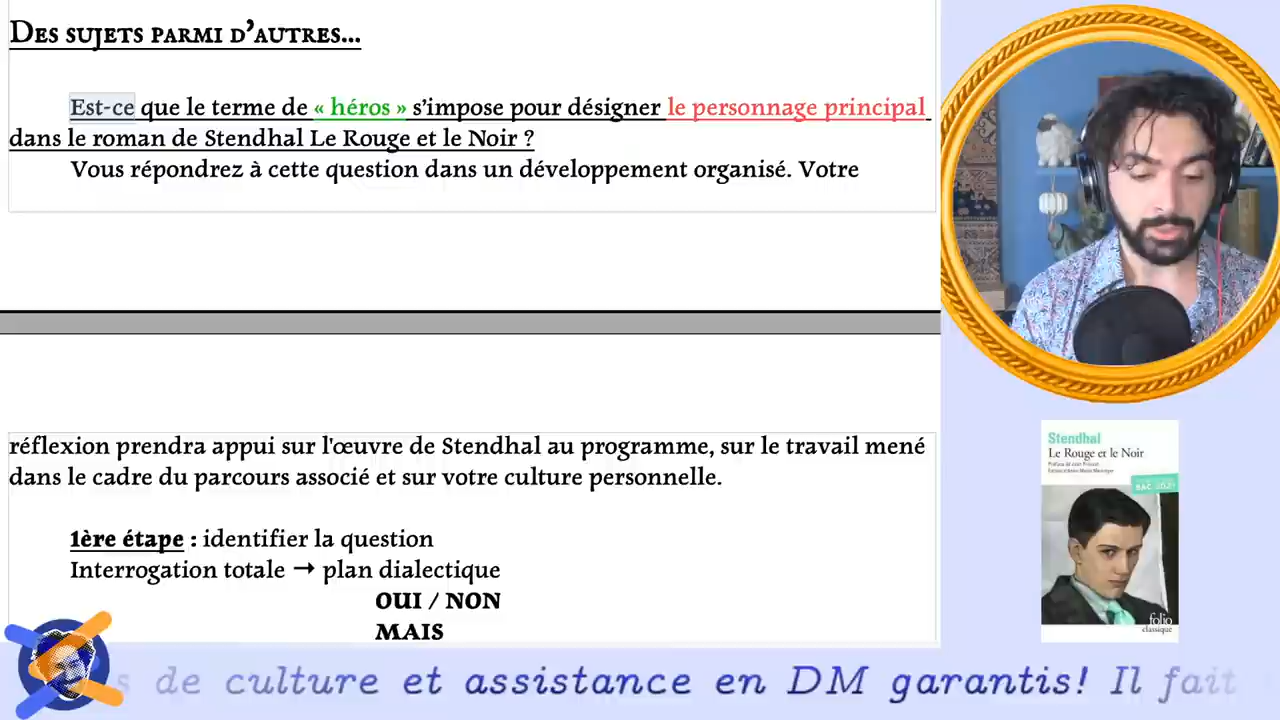 Des sujets parmi d'autres...
Est-ce que le terme de « héros » s'impose pour désigner le personnage principal
dans le roman de Stendhal Le Rouge et le Noir ?
Vous répondrez à cette question dans un développement organisé. Votre
réflexion prendra appui sur l'œuvre de Stendhal au programme, sur le travail mené
dans le cadre du parcours associé et sur votre culture personnelle.
1ère étape : identifier la question
Interrogation totale → plan dialectique
OUI / NON
MAIS
Stendhal
Le Rouge et le Noir
folio
classique
de culture et assistance en DM garantis! Il fait